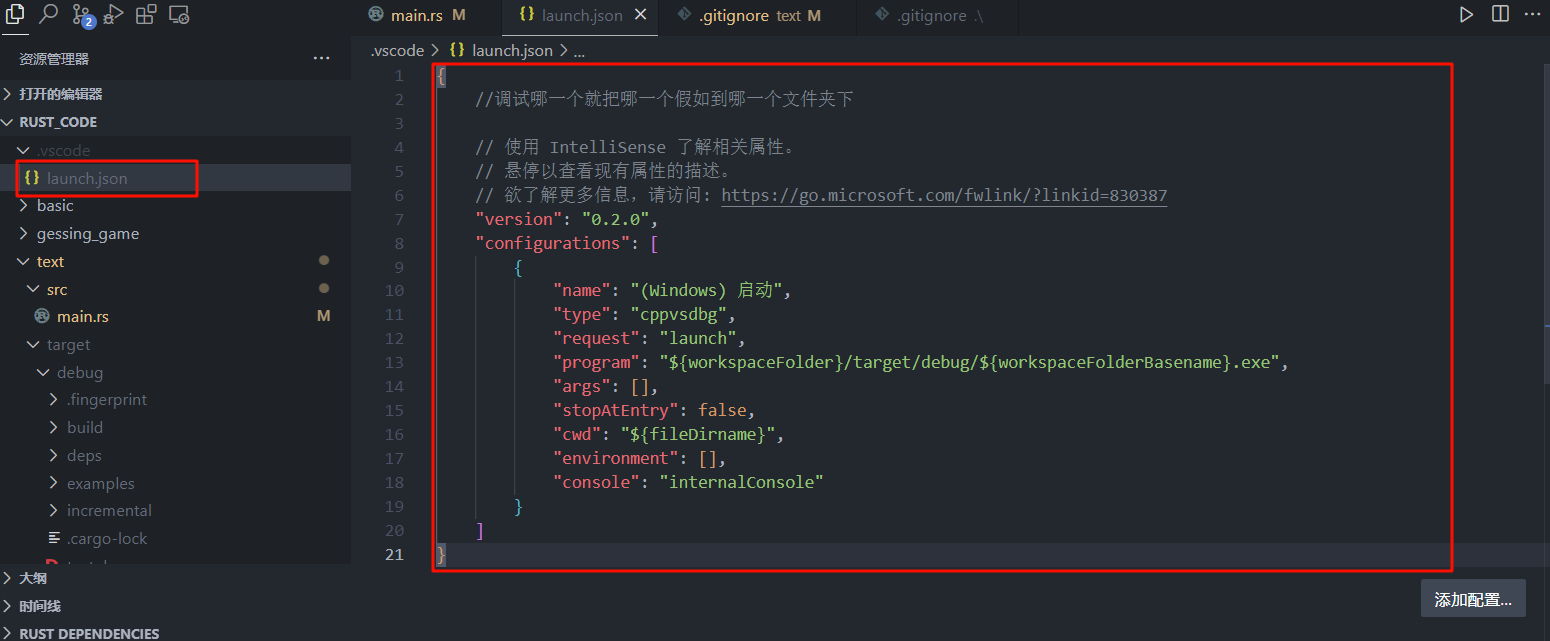 2
main.rs M
{} launch.json
.gitignore text M
.gitignore .\
资源管理器
打开的编辑器
RUST_CODE
.vscode
{} launch.json
basic
gessing_game
text
src
main.rs M
target
debug
.fingerprint
build
deps
examples
incremental
.cargo-lock
大纲
时间线
RUST DEPENDENCIES
.vscode > {} launch.json > ...
1 {
2 //调试哪一个就把哪一个假如到哪一个文件夹下
3
4 // 使用 IntelliSense 了解相关属性。
5 // 悬停以查看现有属性的描述。
6 // 欲了解更多信息，请访问: https://go.microsoft.com/fwlink/?linkid=830387
7 "version": "0.2.0",
8 "configurations": [
9 {
10 "name": "(Windows) 启动",
11 "type": "cppvsdbg",
12 "request": "launch",
13 "program": "${workspaceFolder}/target/debug/${workspaceFolderBasename}.exe",
14 "args": [],
15 "stopAtEntry": false,
16 "cwd": "${fileDirname}",
17 "environment": [],
18 "console": "internalConsole"
19 }
20 ]
21 }
添加配置...